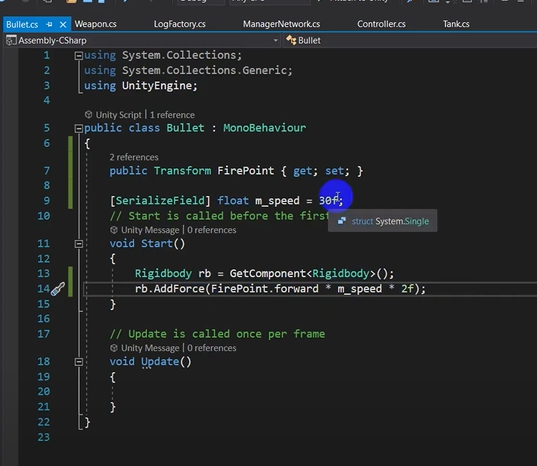 Bullet.cs
Weapon.cs
LogFactory.cs
ManagerNetwork.cs
Controller.cs
Tank.cs
Assembly-CSharp
Bullet
1 using System.Collections;
2 using System.Collections.Generic;
3 using UnityEngine;
4
Unity Script | 1 reference
5 public class Bullet : MonoBehaviour
6 {
2 references
7 public Transform FirePoint { get; set; }
8
9 [SerializeField] float m_speed = 30f;
10 // Start is called before the first
struct System.Single
Unity Message | 0 references
11 void Start()
12 {
13 Rigidbody rb = GetComponent<Rigidbody>();
14 rb.AddForce(FirePoint.forward * m_speed * 2f);
15 }
16
17 // Update is called once per frame
Unity Message | 0 references
18 void Update()
19 {
20
21 }
22 }
23